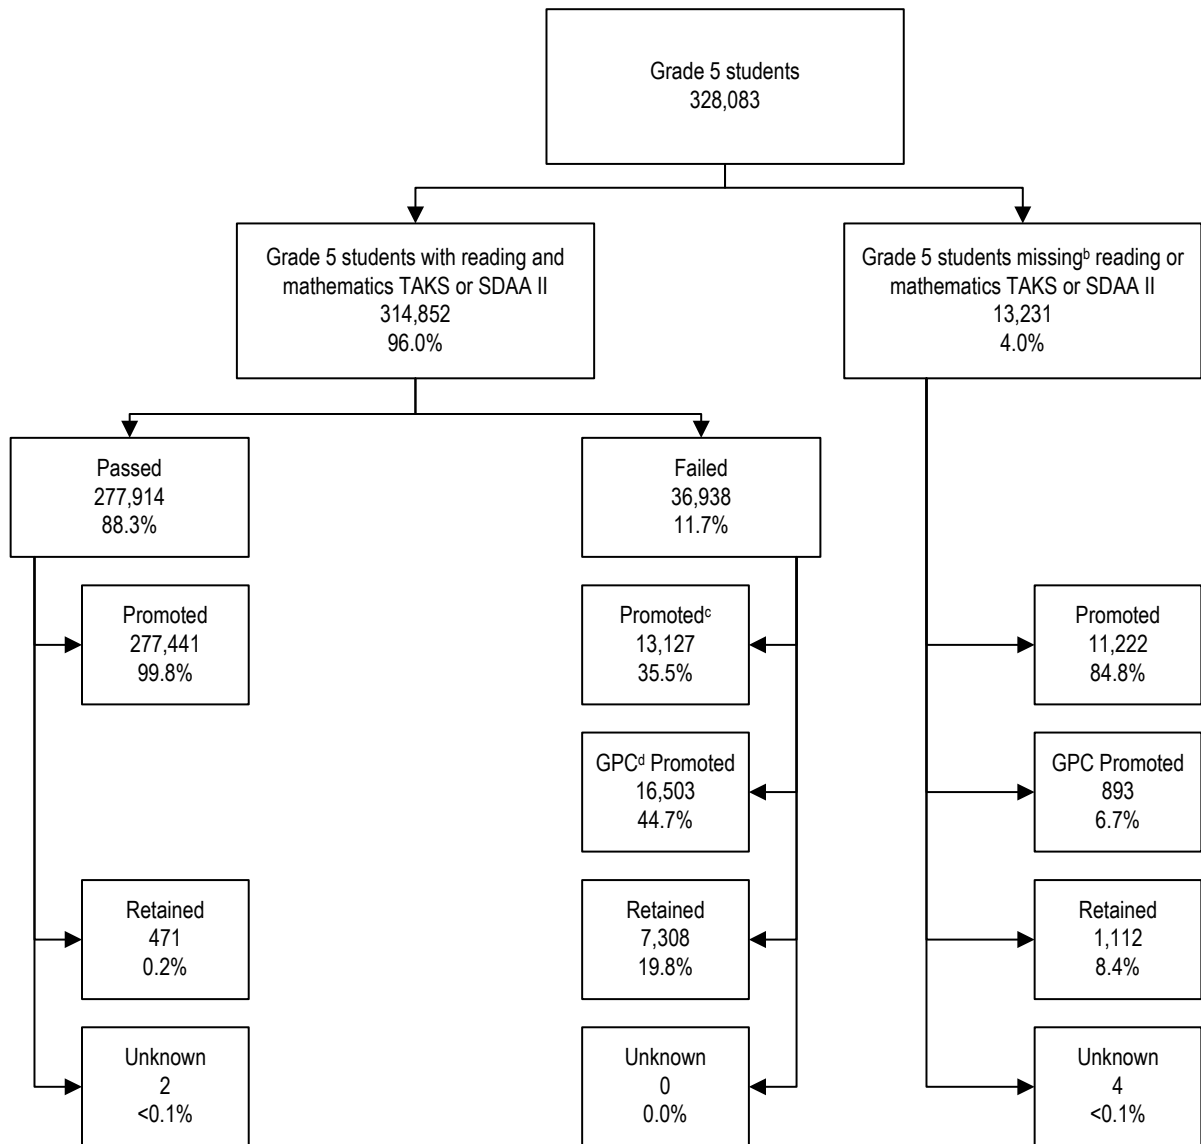 Grade 5 students
328,083
Grade 5 students with reading and
mathematics TAKS or SDAA II
314,852
96.0%
Grade 5 students missingᵇ reading or
mathematics TAKS or SDAA II
13,231
4.0%
Passed
277,914
88.3%
Failed
36,938
11.7%
Promoted
277,441
99.8%
Promotedᶜ
13,127
35.5%
Promoted
11,222
84.8%
GPCᵈ Promoted
16,503
44.7%
GPC Promoted
893
6.7%
Retained
471
0.2%
Retained
7,308
19.8%
Retained
1,112
8.4%
Unknown
2
<0.1%
Unknown
0
0.0%
Unknown
4
<0.1%